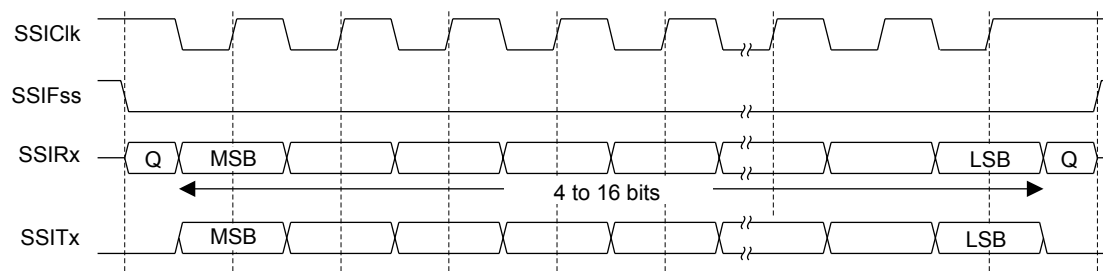 SSIClk
SSIFss
SSIRx Q MSB LSB Q
4 to 16 bits
SSITx MSB LSB